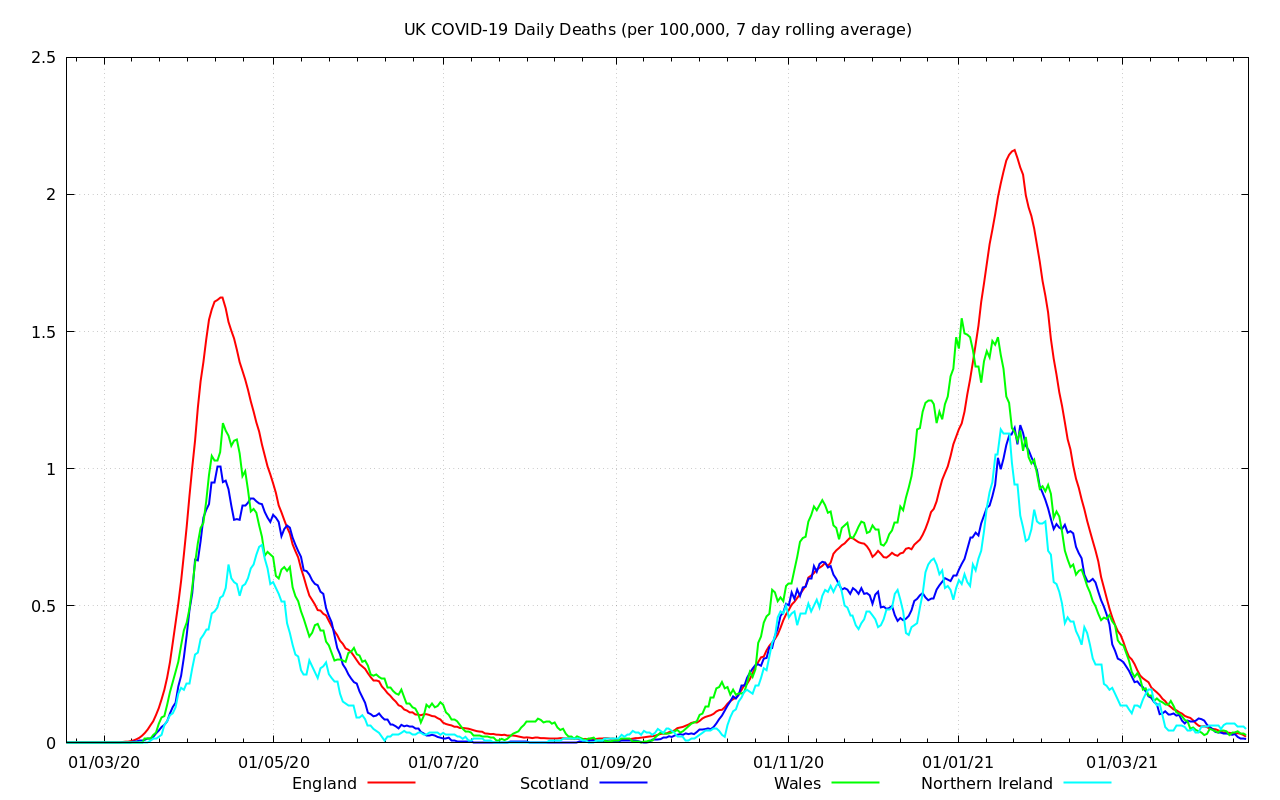 UK COVID-19 Daily Deaths (per 100,000, 7 day rolling average)
2.5
2
1.5
1
0.5
0
01/03/20 01/05/20 01/07/20 01/09/20 01/11/20 01/01/21 01/03/21
England Scotland Wales Northern Ireland